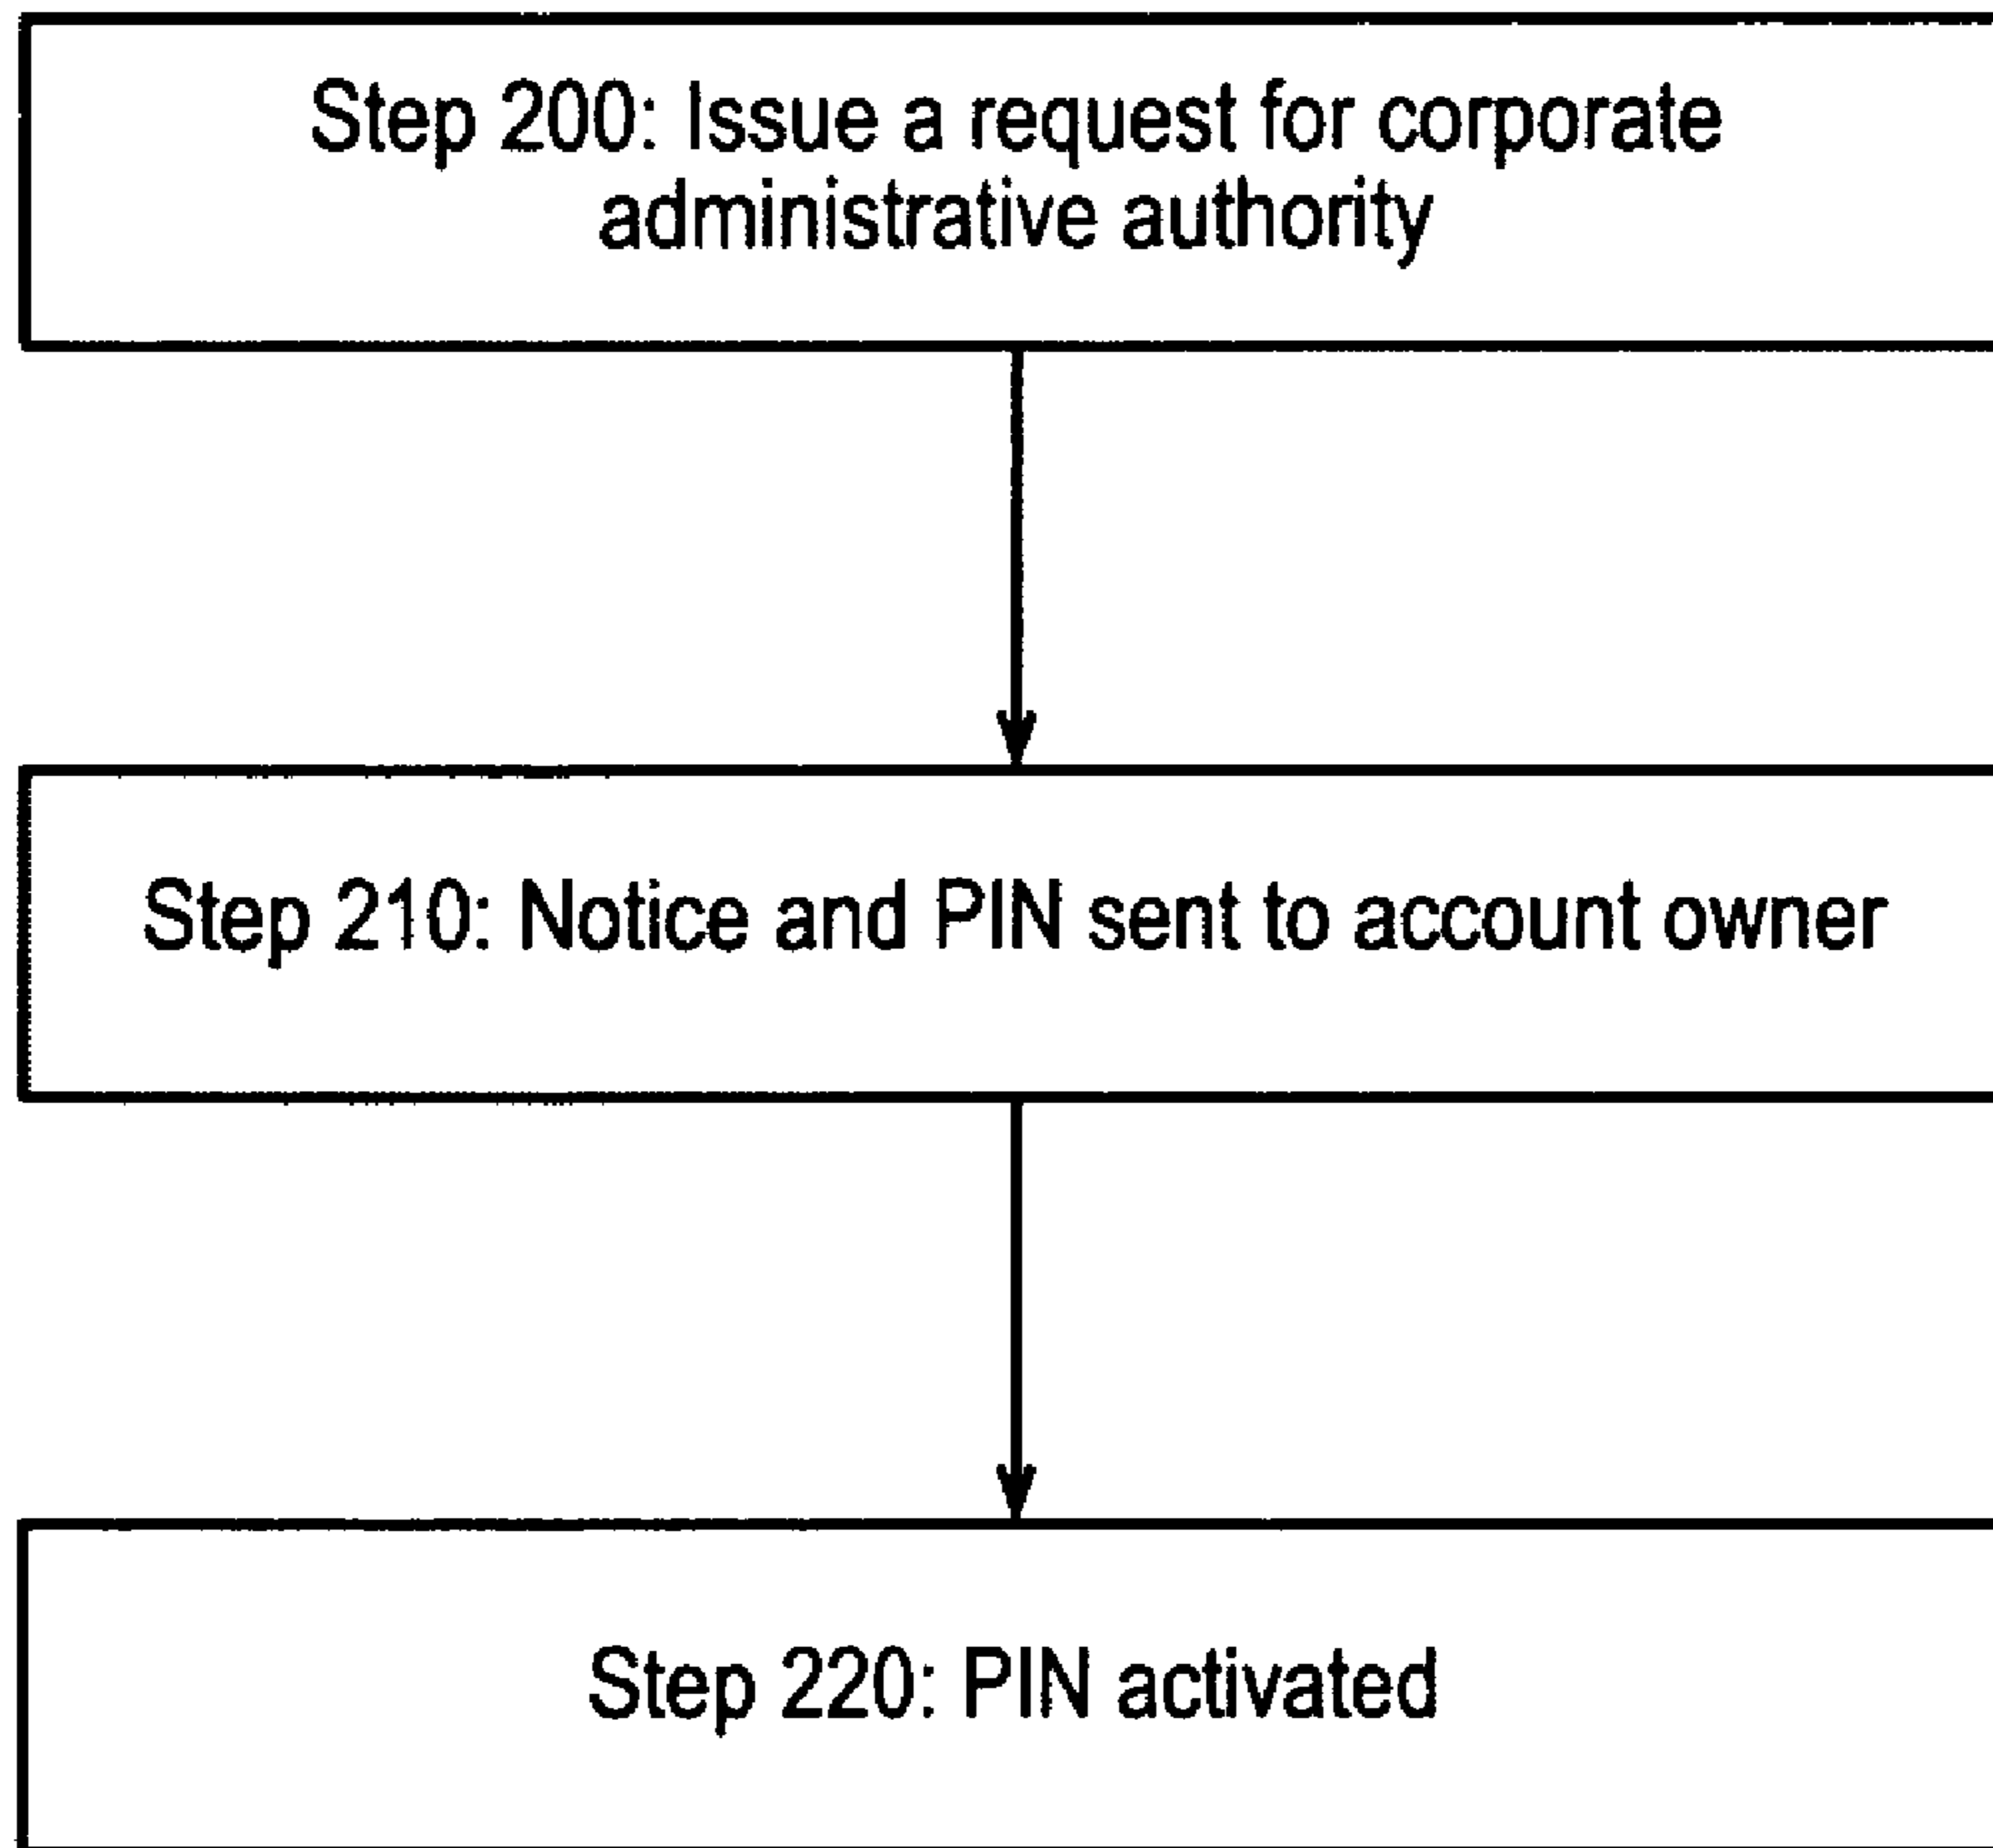 Step 200: Issue a request for corporate
administrative authority
Step 210: Notice and PIN sent to account owner
Step 220: PIN activated